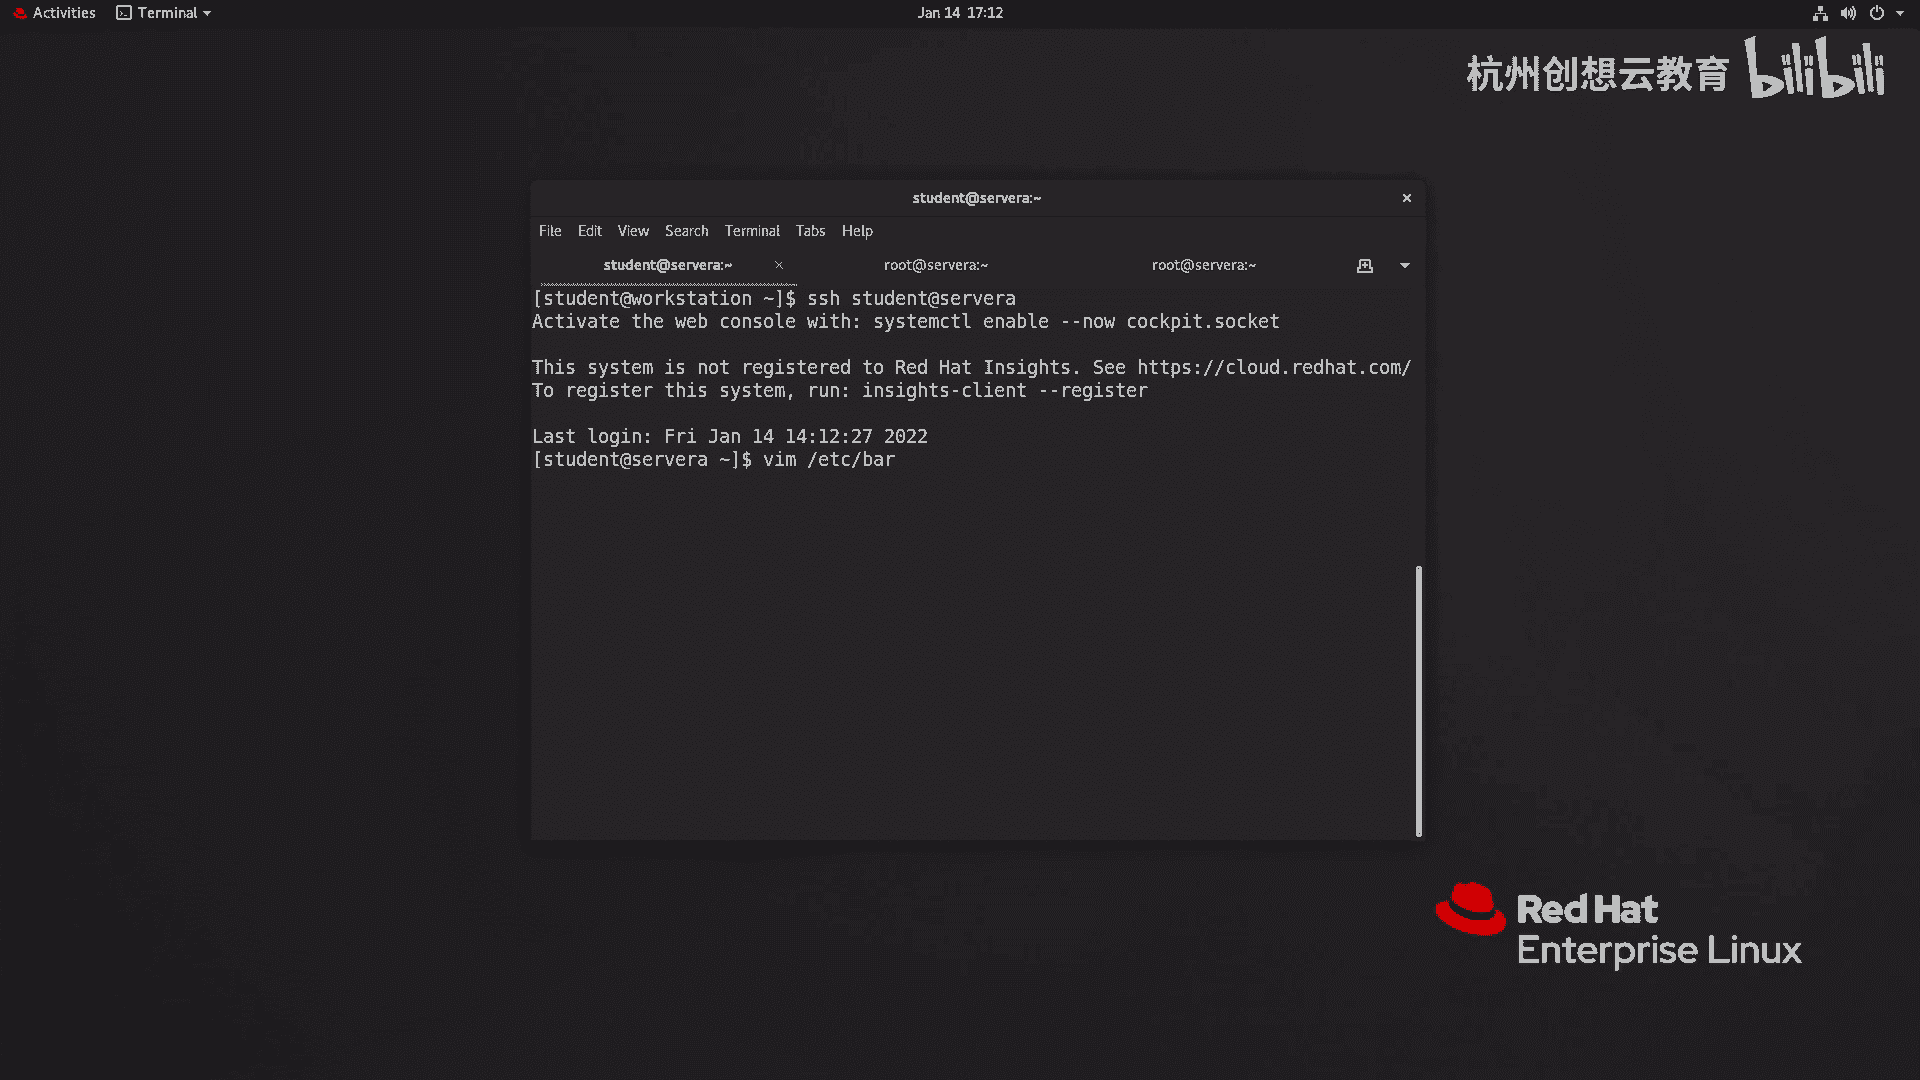 Activities Terminal Jan 14 17:12
杭州创想云教育 bilibili
student@servera:~
File Edit View Search Terminal Tabs Help
student@servera:~ root@servera:~ root@servera:~
[student@workstation ~]$ ssh student@servera
Activate the web console with: systemctl enable --now cockpit.socket
This system is not registered to Red Hat Insights. See https://cloud.redhat.com/
To register this system, run: insights-client --register
Last login: Fri Jan 14 14:12:27 2022
[student@servera ~]$ vim /etc/bar
Red Hat
Enterprise Linux